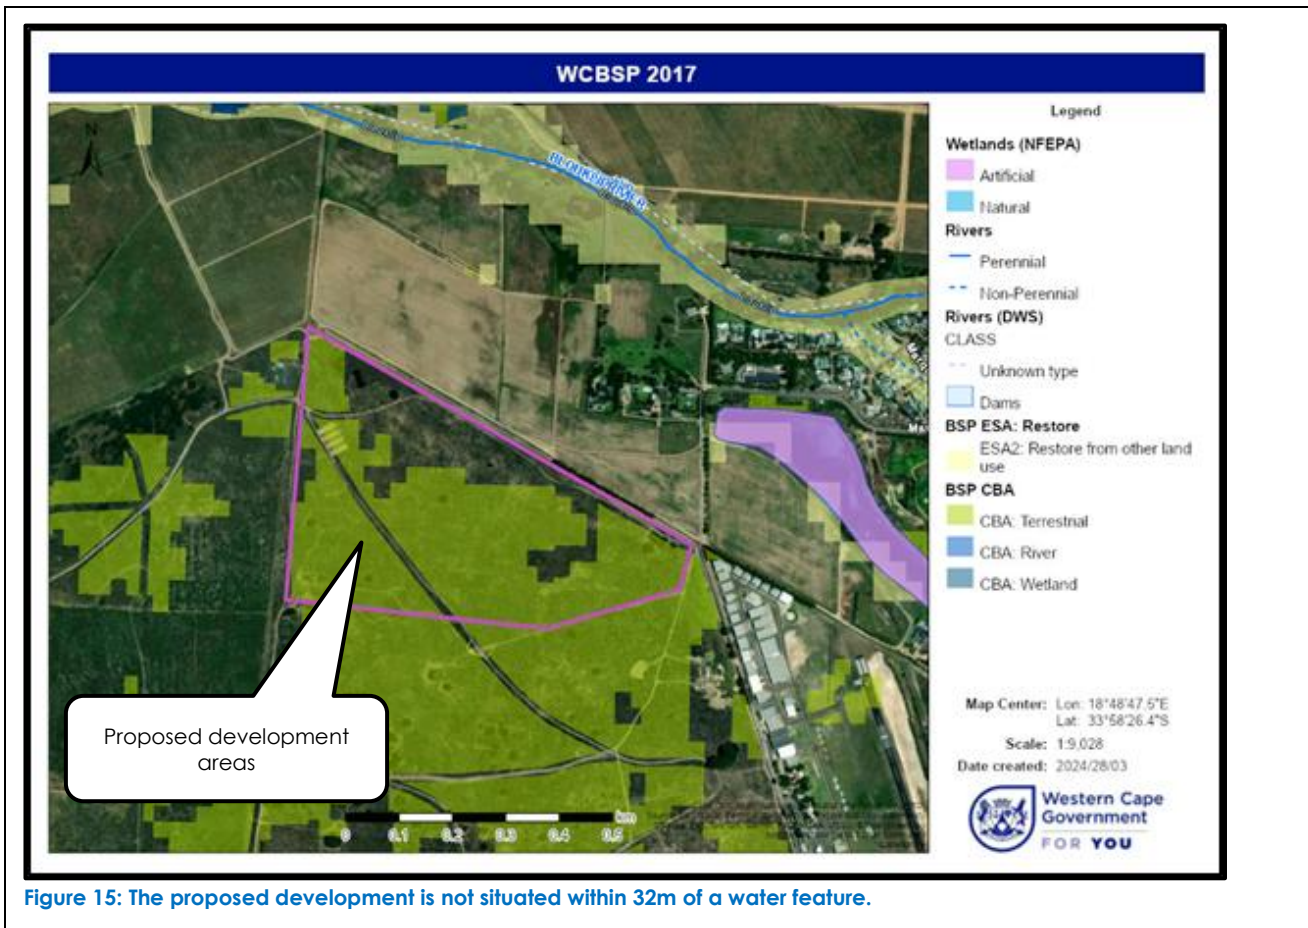 WCBSP 2017
N
Legend
Wetlands (NFEPA)
Artificial
Natural
Rivers
Perennial
Non-Perennial
Rivers (DWS)
CLASS
Unknown type
Dams
BSP ESA: Restore
ESA2: Restore from other land
use
BSP CBA
CBA: Terrestrial
CBA: River
CBA: Wetland
Proposed development
areas
km
0 0.1 0.2 0.3 0.4 0.5
Map Center: Lon: 18°48'47.5"E
Lat: 33°58'26.4"S
Scale: 1:9,028
Date created: 2024/28/03
Western Cape
Government
FOR YOU
Figure 15: The proposed development is not situated within 32m of a water feature.